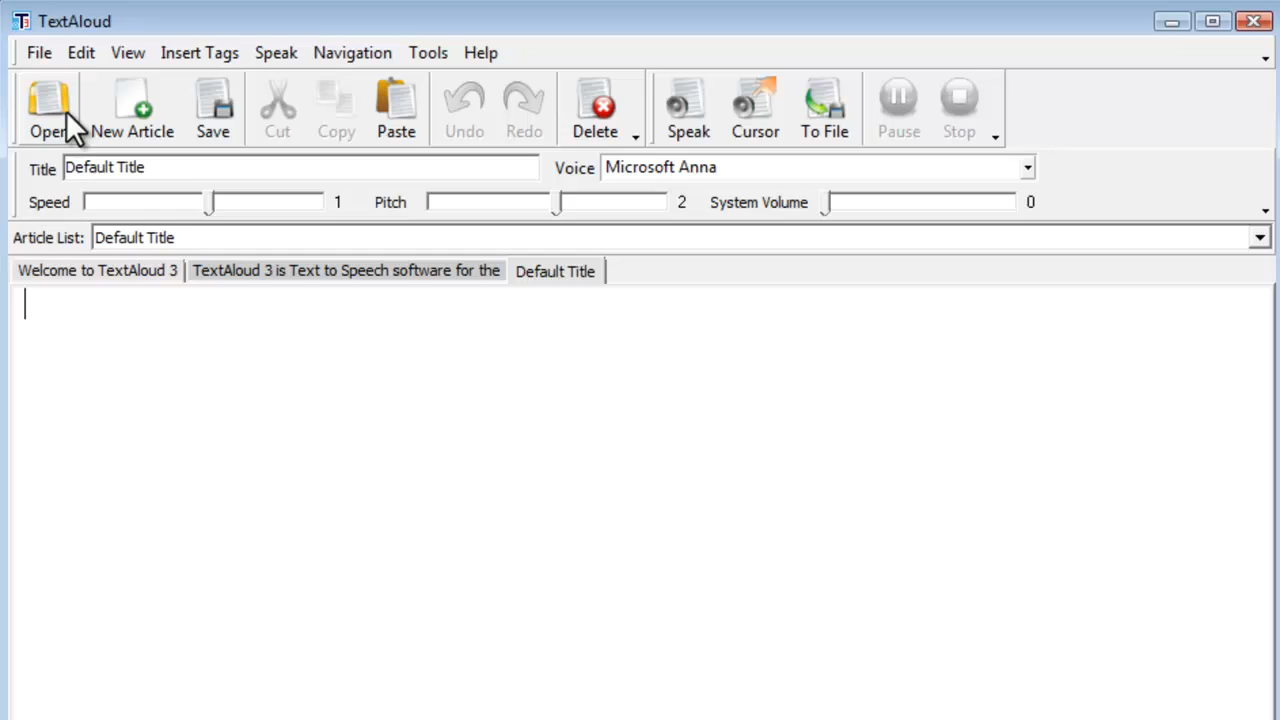 TextAloud
File Edit View Insert Tags Speak Navigation Tools Help
Open New Article Save Cut Copy Paste Undo Redo Delete Speak Cursor To File Pause Stop
Title Default Title Voice Microsoft Anna
Speed 1 Pitch 2 System Volume 0
Article List: Default Title
Welcome to TextAloud 3 TextAloud 3 is Text to Speech software for the Default Title